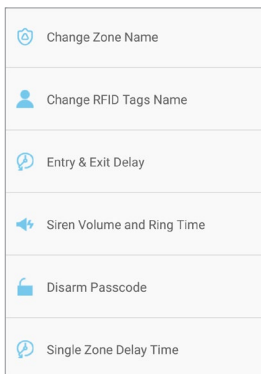 Change Zone Name
Change RFID Tags Name
Entry & Exit Delay
Siren Volume and Ring Time
Disarm Passcode
Single Zone Delay Time